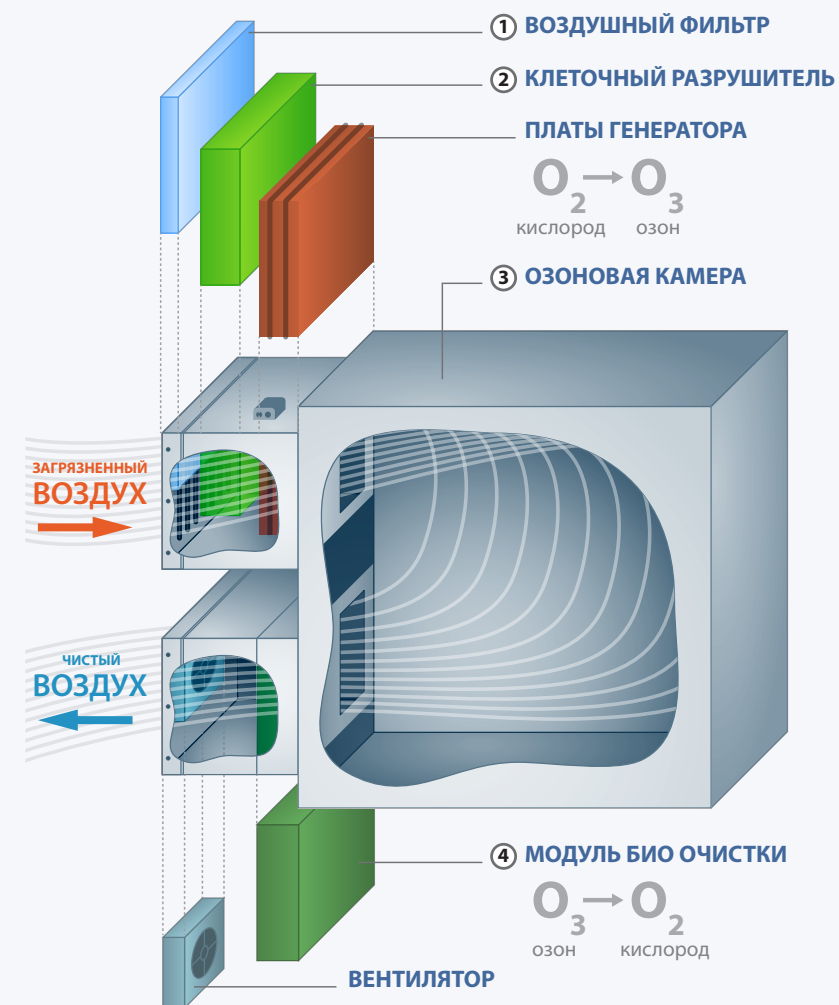 1 ВОЗДУШНЫЙ ФИЛЬТР
2 КЛЕТОЧНЫЙ РАЗРУШИТЕЛЬ
ПЛАТЫ ГЕНЕРАТОРА
O2 → O3
кислород озон
3 ОЗОНОВАЯ КАМЕРА
ЗАГРЯЗНЕННЫЙ
ВОЗДУХ
ЧИСТЫЙ
ВОЗДУХ
4 МОДУЛЬ БИО ОЧИСТКИ
O3 → O2
озон кислород
ВЕНТИЛЯТОР